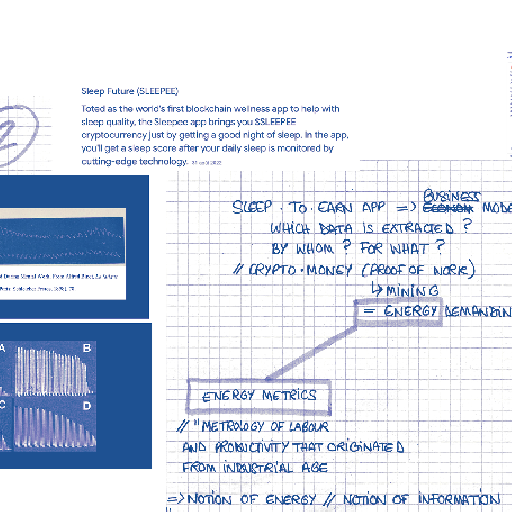 Sleep Future (SLEEPEE)
Toted as the world's first blockchain wellness app to help with
sleep quality, the Sleepee app brings you $SLEEPEE
cryptocurrency just by getting a good night of sleep. In the app,
you'll get a sleep score after your daily sleep is monitored by
cutting-edge technology.
2
BUSINESS
SLEEP. TO. EARN APP => ECONOM MODE
WHICH DATA IS EXTRACTED ?
BY WHOM ? FOR WHAT ?
// CRYPTO-MONEY (PROOF OF WORK)
↳ MINING
= ENERGY DEMANDIN
A B
C D
ENERGY METRICS
// "METROLOGY OF LABOUR
AND PRODUCTIVITY THAT ORIGINATED
FROM INDUSTRIAL AGE
=> NOTION OF ENERGY // NOTION OF INFORMATION